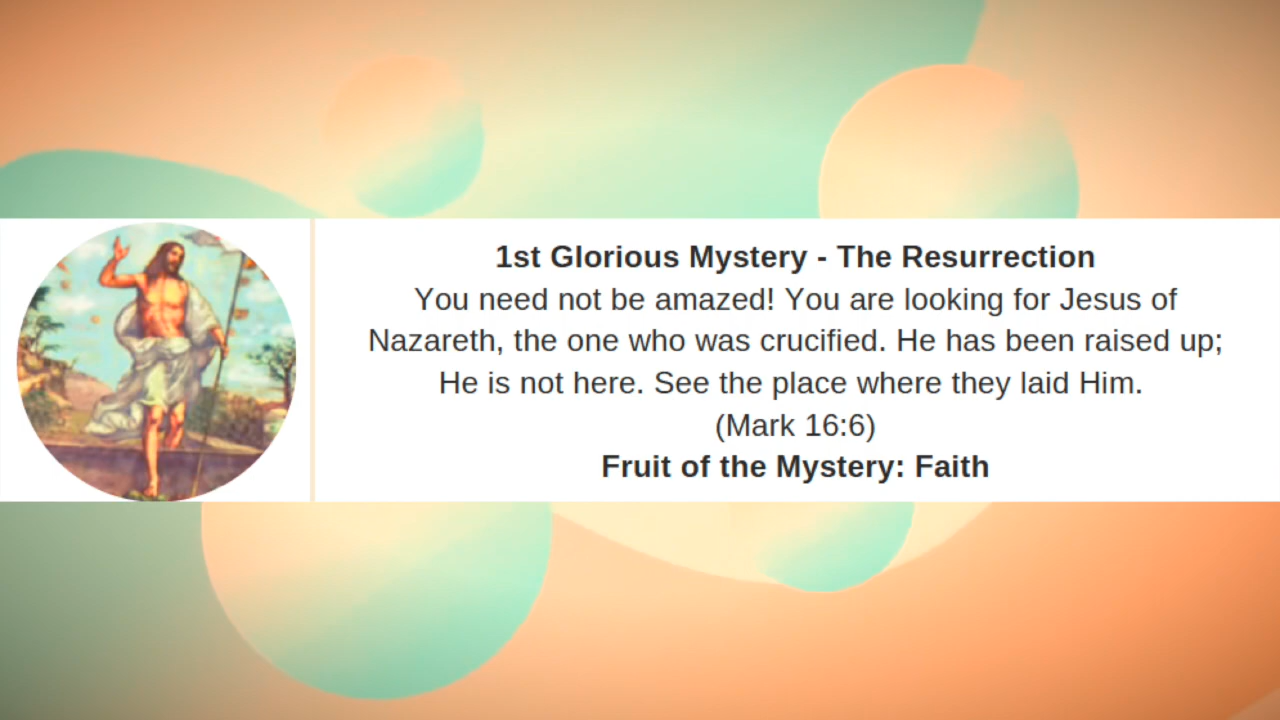 1st Glorious Mystery - The Resurrection
You need not be amazed! You are looking for Jesus of
Nazareth, the one who was crucified. He has been raised up;
He is not here. See the place where they laid Him.
(Mark 16:6)
Fruit of the Mystery: Faith